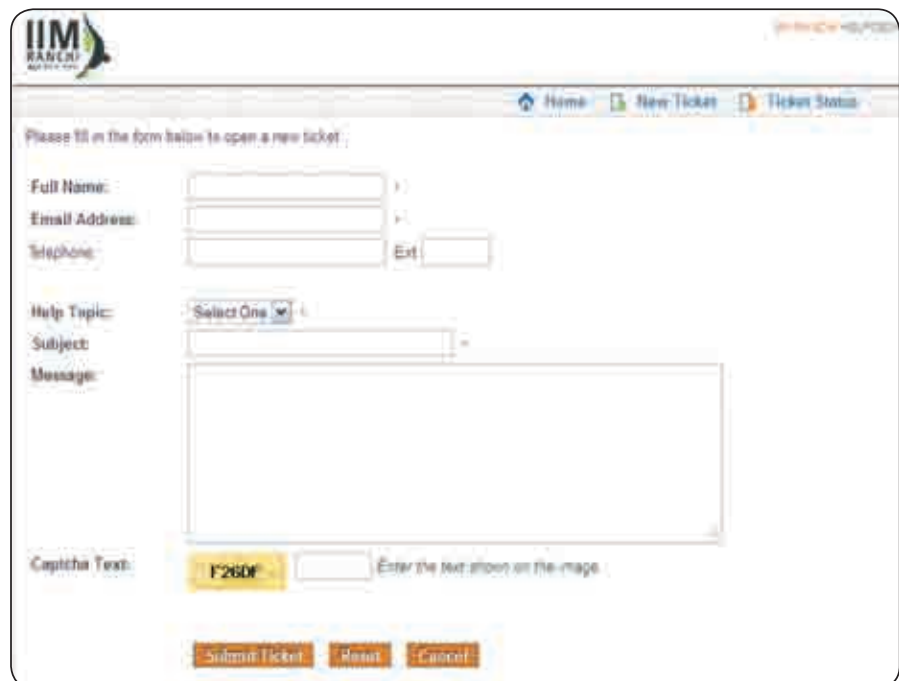 IIM
RANCHI
Home New Ticket Ticket Status
Please fill in the form below to open a new ticket.
Full Name: *
Email Address: *
Telephone: Ext
Help Topic: Select One *
Subject: *
Message:
Captcha Text: F26DF Enter the text shown on the image
Submit Ticket Reset Cancel